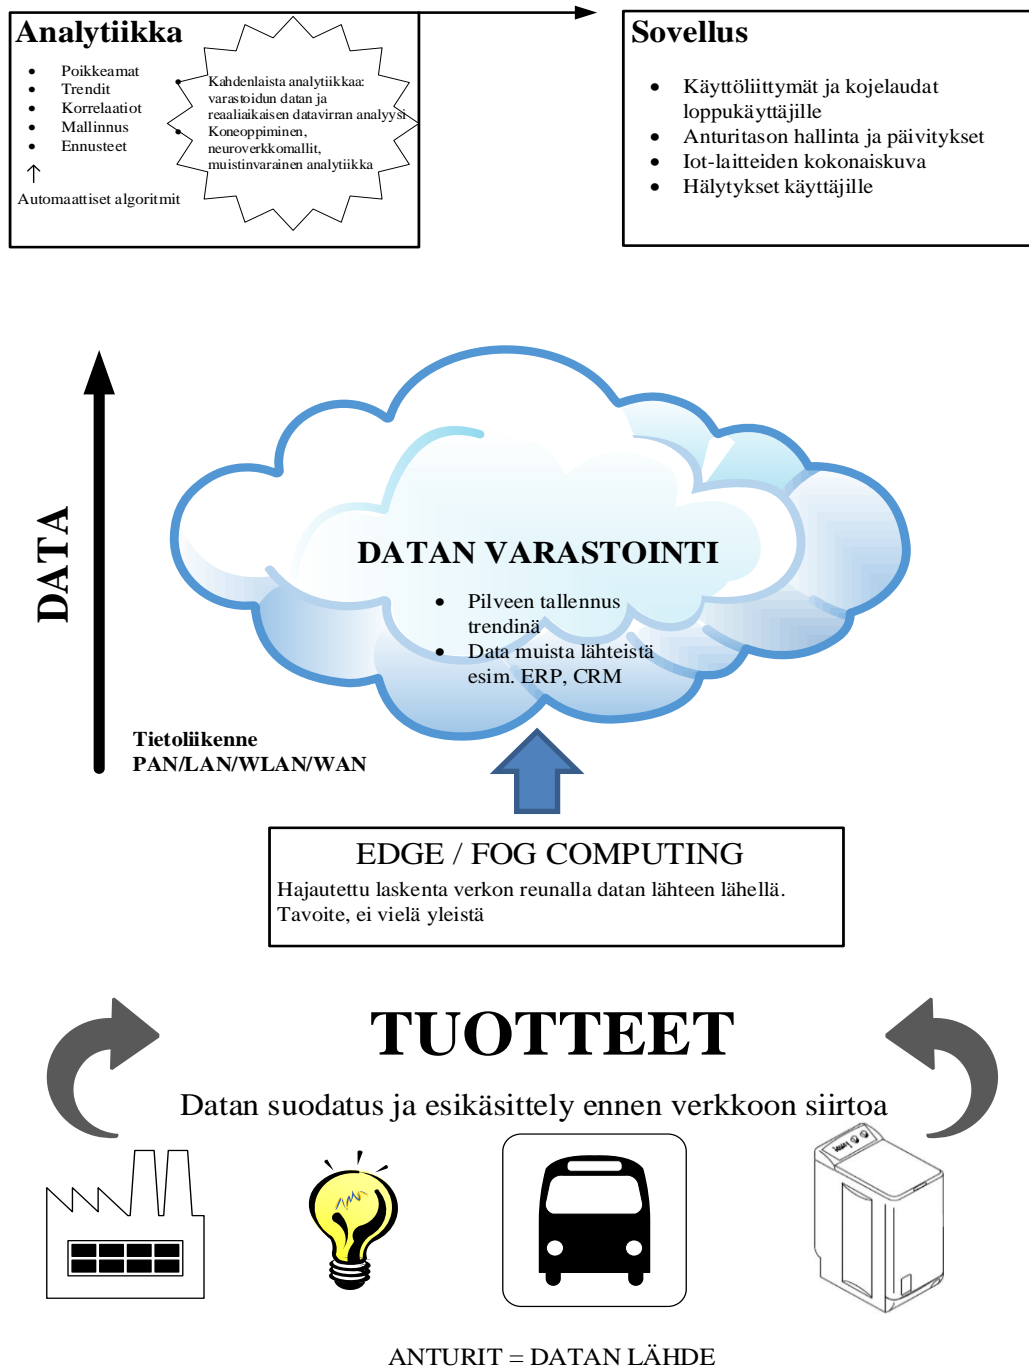 Analytiikka
• Poikkeamat
• Trendit
• Korrelaatiot
• Mallinnus
• Ennusteet
↑
Automaattiset algoritmit
• Kahdenlaista analytiikkaa:
varastoidun datan ja
reaaliaikaisen datavirran analyysi
• Koneoppiminen,
neuroverkkomallit,
muistinvarainen analytiikka
Sovellus
• Käyttöliittymät ja kojelaudat
loppukäyttäjille
• Anturitason hallinta ja päivitykset
• Iot-laitteiden kokonaiskuva
• Hälytykset käyttäjille
DATA
DATAN VARASTOINTI
• Pilveen tallennus
trendinä
• Data muista lähteistä
esim. ERP, CRM
Tietoliikenne
PAN/LAN/WLAN/WAN
EDGE / FOG COMPUTING
Hajautettu laskenta verkon reunalla datan lähteen lähellä.
Tavoite, ei vielä yleistä
TUOTTEET
Datan suodatus ja esikäsittely ennen verkkoon siirtoa
ANTURIT = DATAN LÄHDE